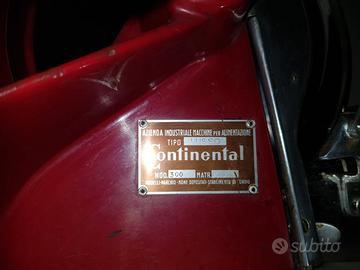 AZIENDA INDUSTRIALE MACCHINE PER ALIMENTAZIONE
TIPO
Continental
MOD. 300 MATR.
subito